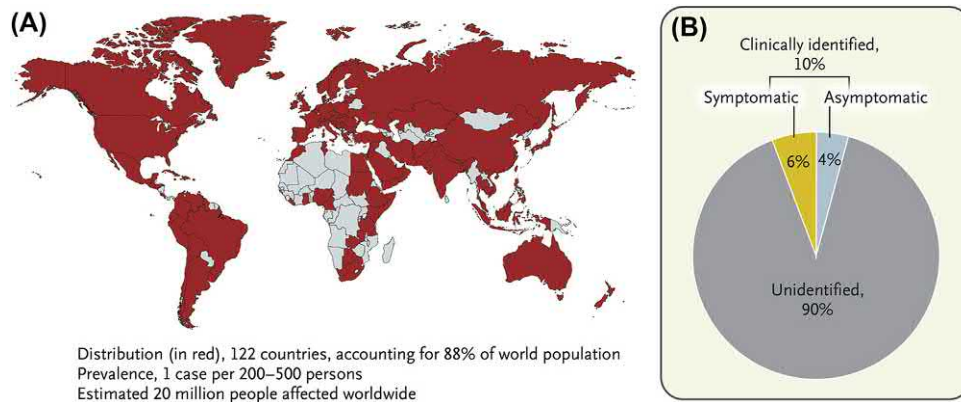 (A)
Distribution (in red), 122 countries, accounting for 88% of world population
Prevalence, 1 case per 200–500 persons
Estimated 20 million people affected worldwide
(B)
Clinically identified,
10%
Symptomatic
Asymptomatic
6%
4%
Unidentified,
90%